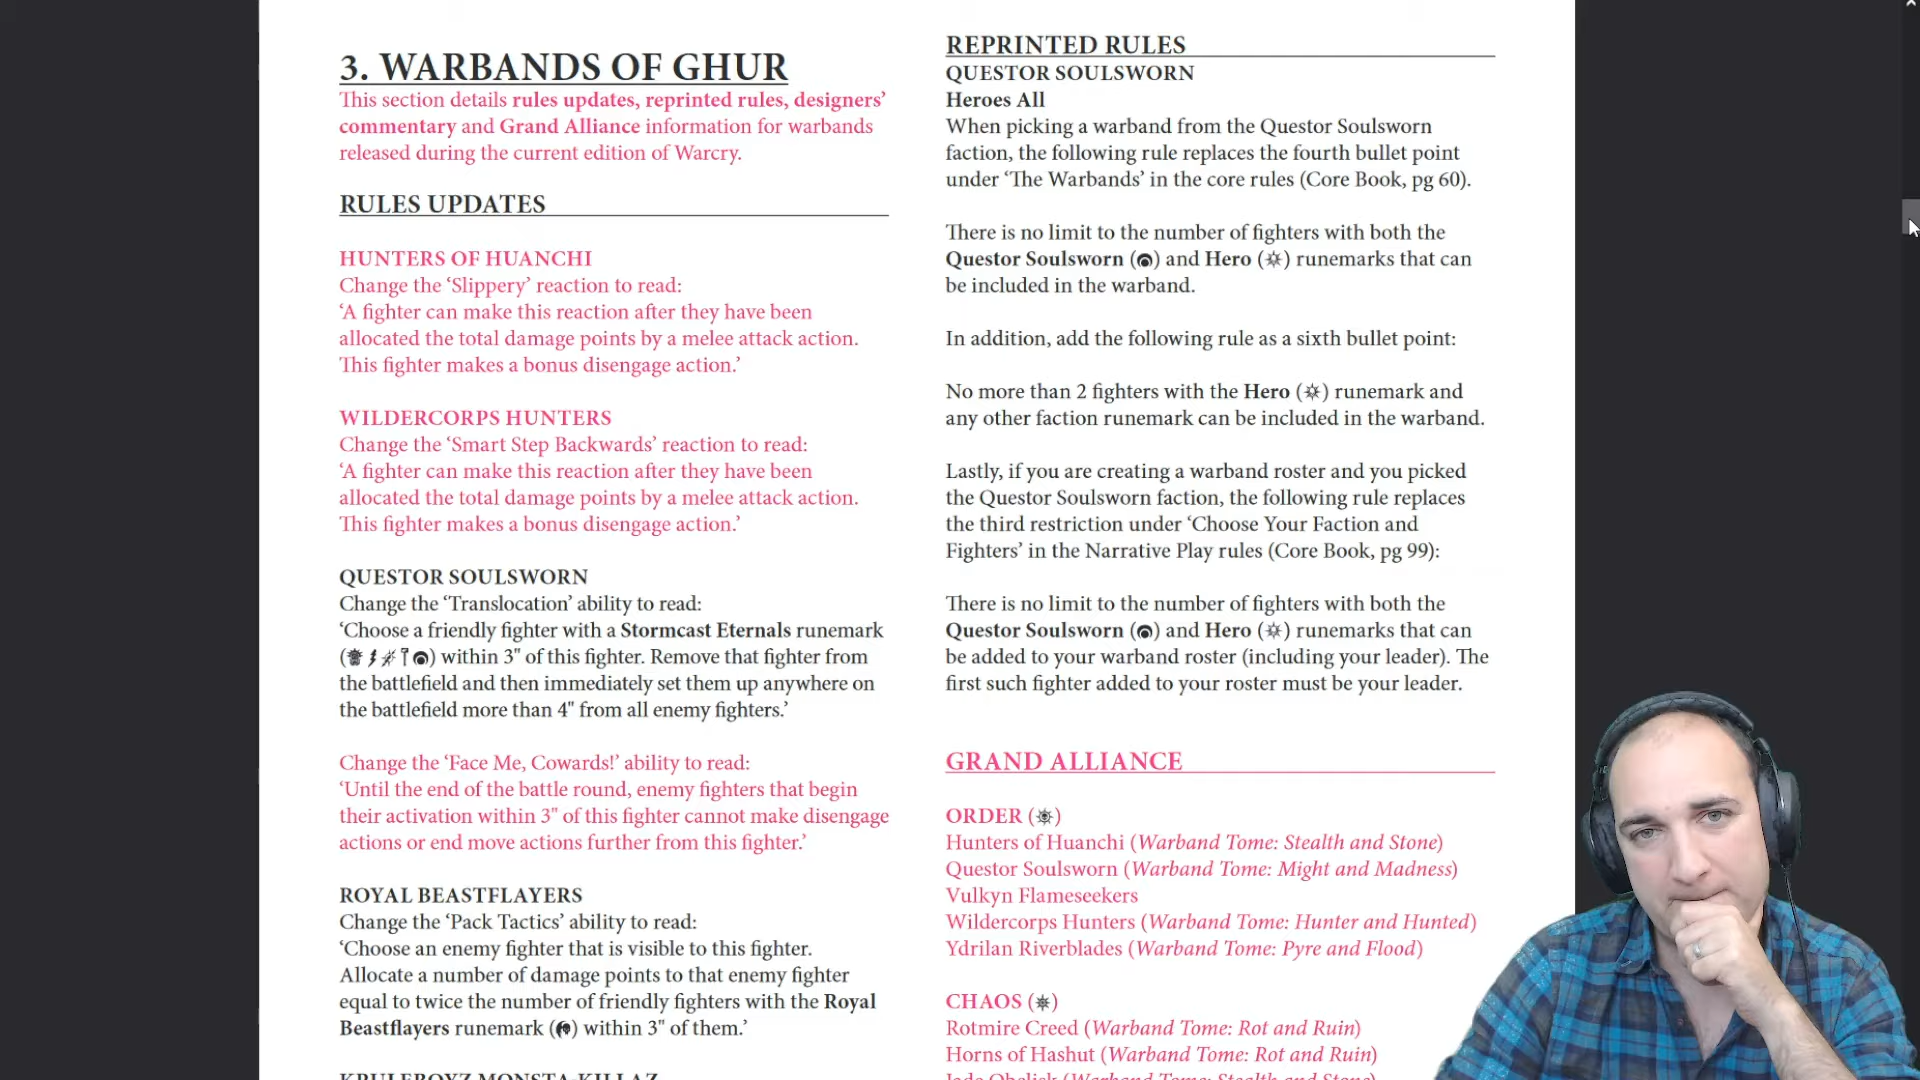 3. WARBANDS OF GHUR
This section details rules updates, reprinted rules, designers’
commentary and Grand Alliance information for warbands
released during the current edition of Warcry.
RULES UPDATES
HUNTERS OF HUANCHI
Change the ‘Slippery’ reaction to read:
‘A fighter can make this reaction after they have been
allocated the total damage points by a melee attack action.
This fighter makes a bonus disengage action.’
WILDERCORPS HUNTERS
Change the ‘Smart Step Backwards’ reaction to read:
‘A fighter can make this reaction after they have been
allocated the total damage points by a melee attack action.
This fighter makes a bonus disengage action.’
QUESTOR SOULSWORN
Change the ‘Translocation’ ability to read:
‘Choose a friendly fighter with a Stormcast Eternals runemark
( ) within 3" of this fighter. Remove that fighter from
the battlefield and then immediately set them up anywhere on
the battlefield more than 4" from all enemy fighters.’
Change the ‘Face Me, Cowards!’ ability to read:
‘Until the end of the battle round, enemy fighters that begin
their activation within 3" of this fighter cannot make disengage
actions or end move actions further from this fighter.’
ROYAL BEASTFLAYERS
Change the ‘Pack Tactics’ ability to read:
‘Choose an enemy fighter that is visible to this fighter.
Allocate a number of damage points to that enemy fighter
equal to twice the number of friendly fighters with the Royal
Beastflayers runemark ( ) within 3" of them.’
KRULEBOYZ MONSTA-KILLAZ
REPRINTED RULES
QUESTOR SOULSWORN
Heroes All
When picking a warband from the Questor Soulsworn
faction, the following rule replaces the fourth bullet point
under ‘The Warbands’ in the core rules (Core Book, pg 60).
There is no limit to the number of fighters with both the
Questor Soulsworn ( ) and Hero ( ) runemarks that can
be included in the warband.
In addition, add the following rule as a sixth bullet point:
No more than 2 fighters with the Hero ( ) runemark and
any other faction runemark can be included in the warband.
Lastly, if you are creating a warband roster and you picked
the Questor Soulsworn faction, the following rule replaces
the third restriction under ‘Choose Your Faction and
Fighters’ in the Narrative Play rules (Core Book, pg 99):
There is no limit to the number of fighters with both the
Questor Soulsworn ( ) and Hero ( ) runemarks that can
be added to your warband roster (including your leader). The
first such fighter added to your roster must be your leader.
GRAND ALLIANCE
ORDER ( )
Hunters of Huanchi (Warband Tome: Stealth and Stone)
Questor Soulsworn (Warband Tome: Might and Madness)
Vulkyn Flameseekers
Wildercorps Hunters (Warband Tome: Hunter and Hunted)
Ydrilan Riverblades (Warband Tome: Pyre and Flood)
CHAOS ( )
Rotmire Creed (Warband Tome: Rot and Ruin)
Horns of Hashut (Warband Tome: Rot and Ruin)
Jade Obelisk (Warband Tome: Stealth and Stone)